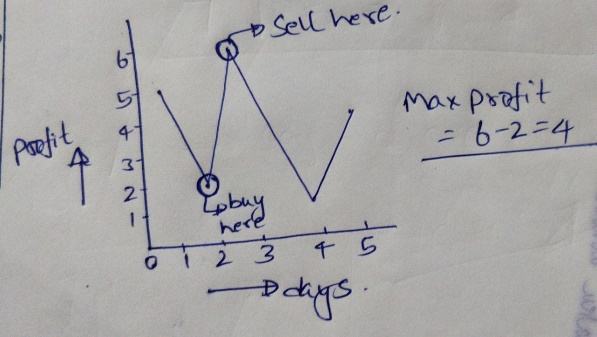 Sell here.
6
5
4
3
2
1
profit
buy
here
0 1 2 3 4 5
days.
Max profit
= 6-2=4